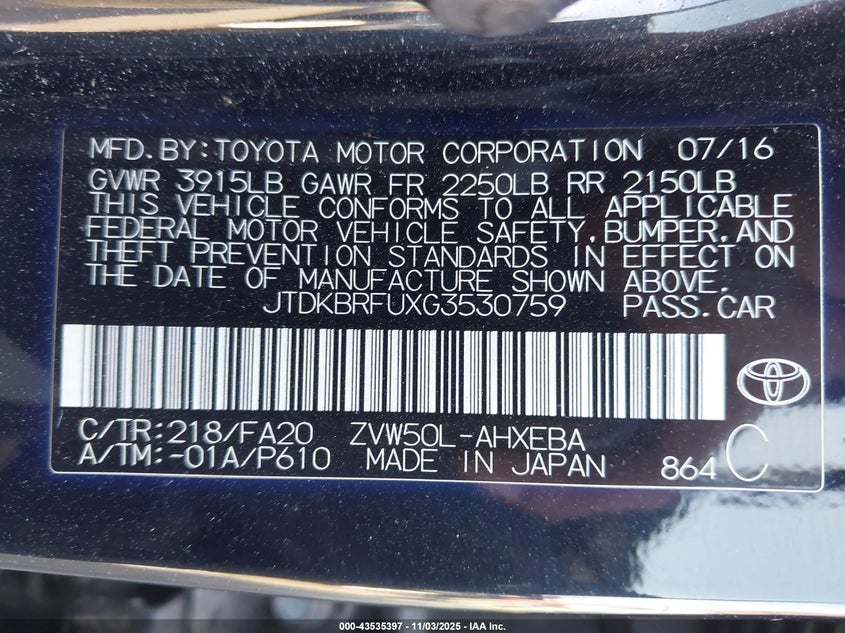 MFD.BY:TOYOTA MOTOR CORPORATION 07/16
GVWR 3915LB GAWR FR 2250LB RR 2150LB
THIS VEHICLE CONFORMS TO ALL APPLICABLE
FEDERAL MOTOR VEHICLE SAFETY,BUMPER,AND
THEFT PREVENTION STANDARDS IN EFFECT ON
THE DATE OF MANUFACTURE SHOWN ABOVE.
JTDKBRFUXG3530759 PASS.CAR
C/TR:218/FA20 ZVW50L-AHXEBA
A/TM:-01A/P610 MADE IN JAPAN 864 C
000-43535397 - 11/03/2025 - IAA Inc.